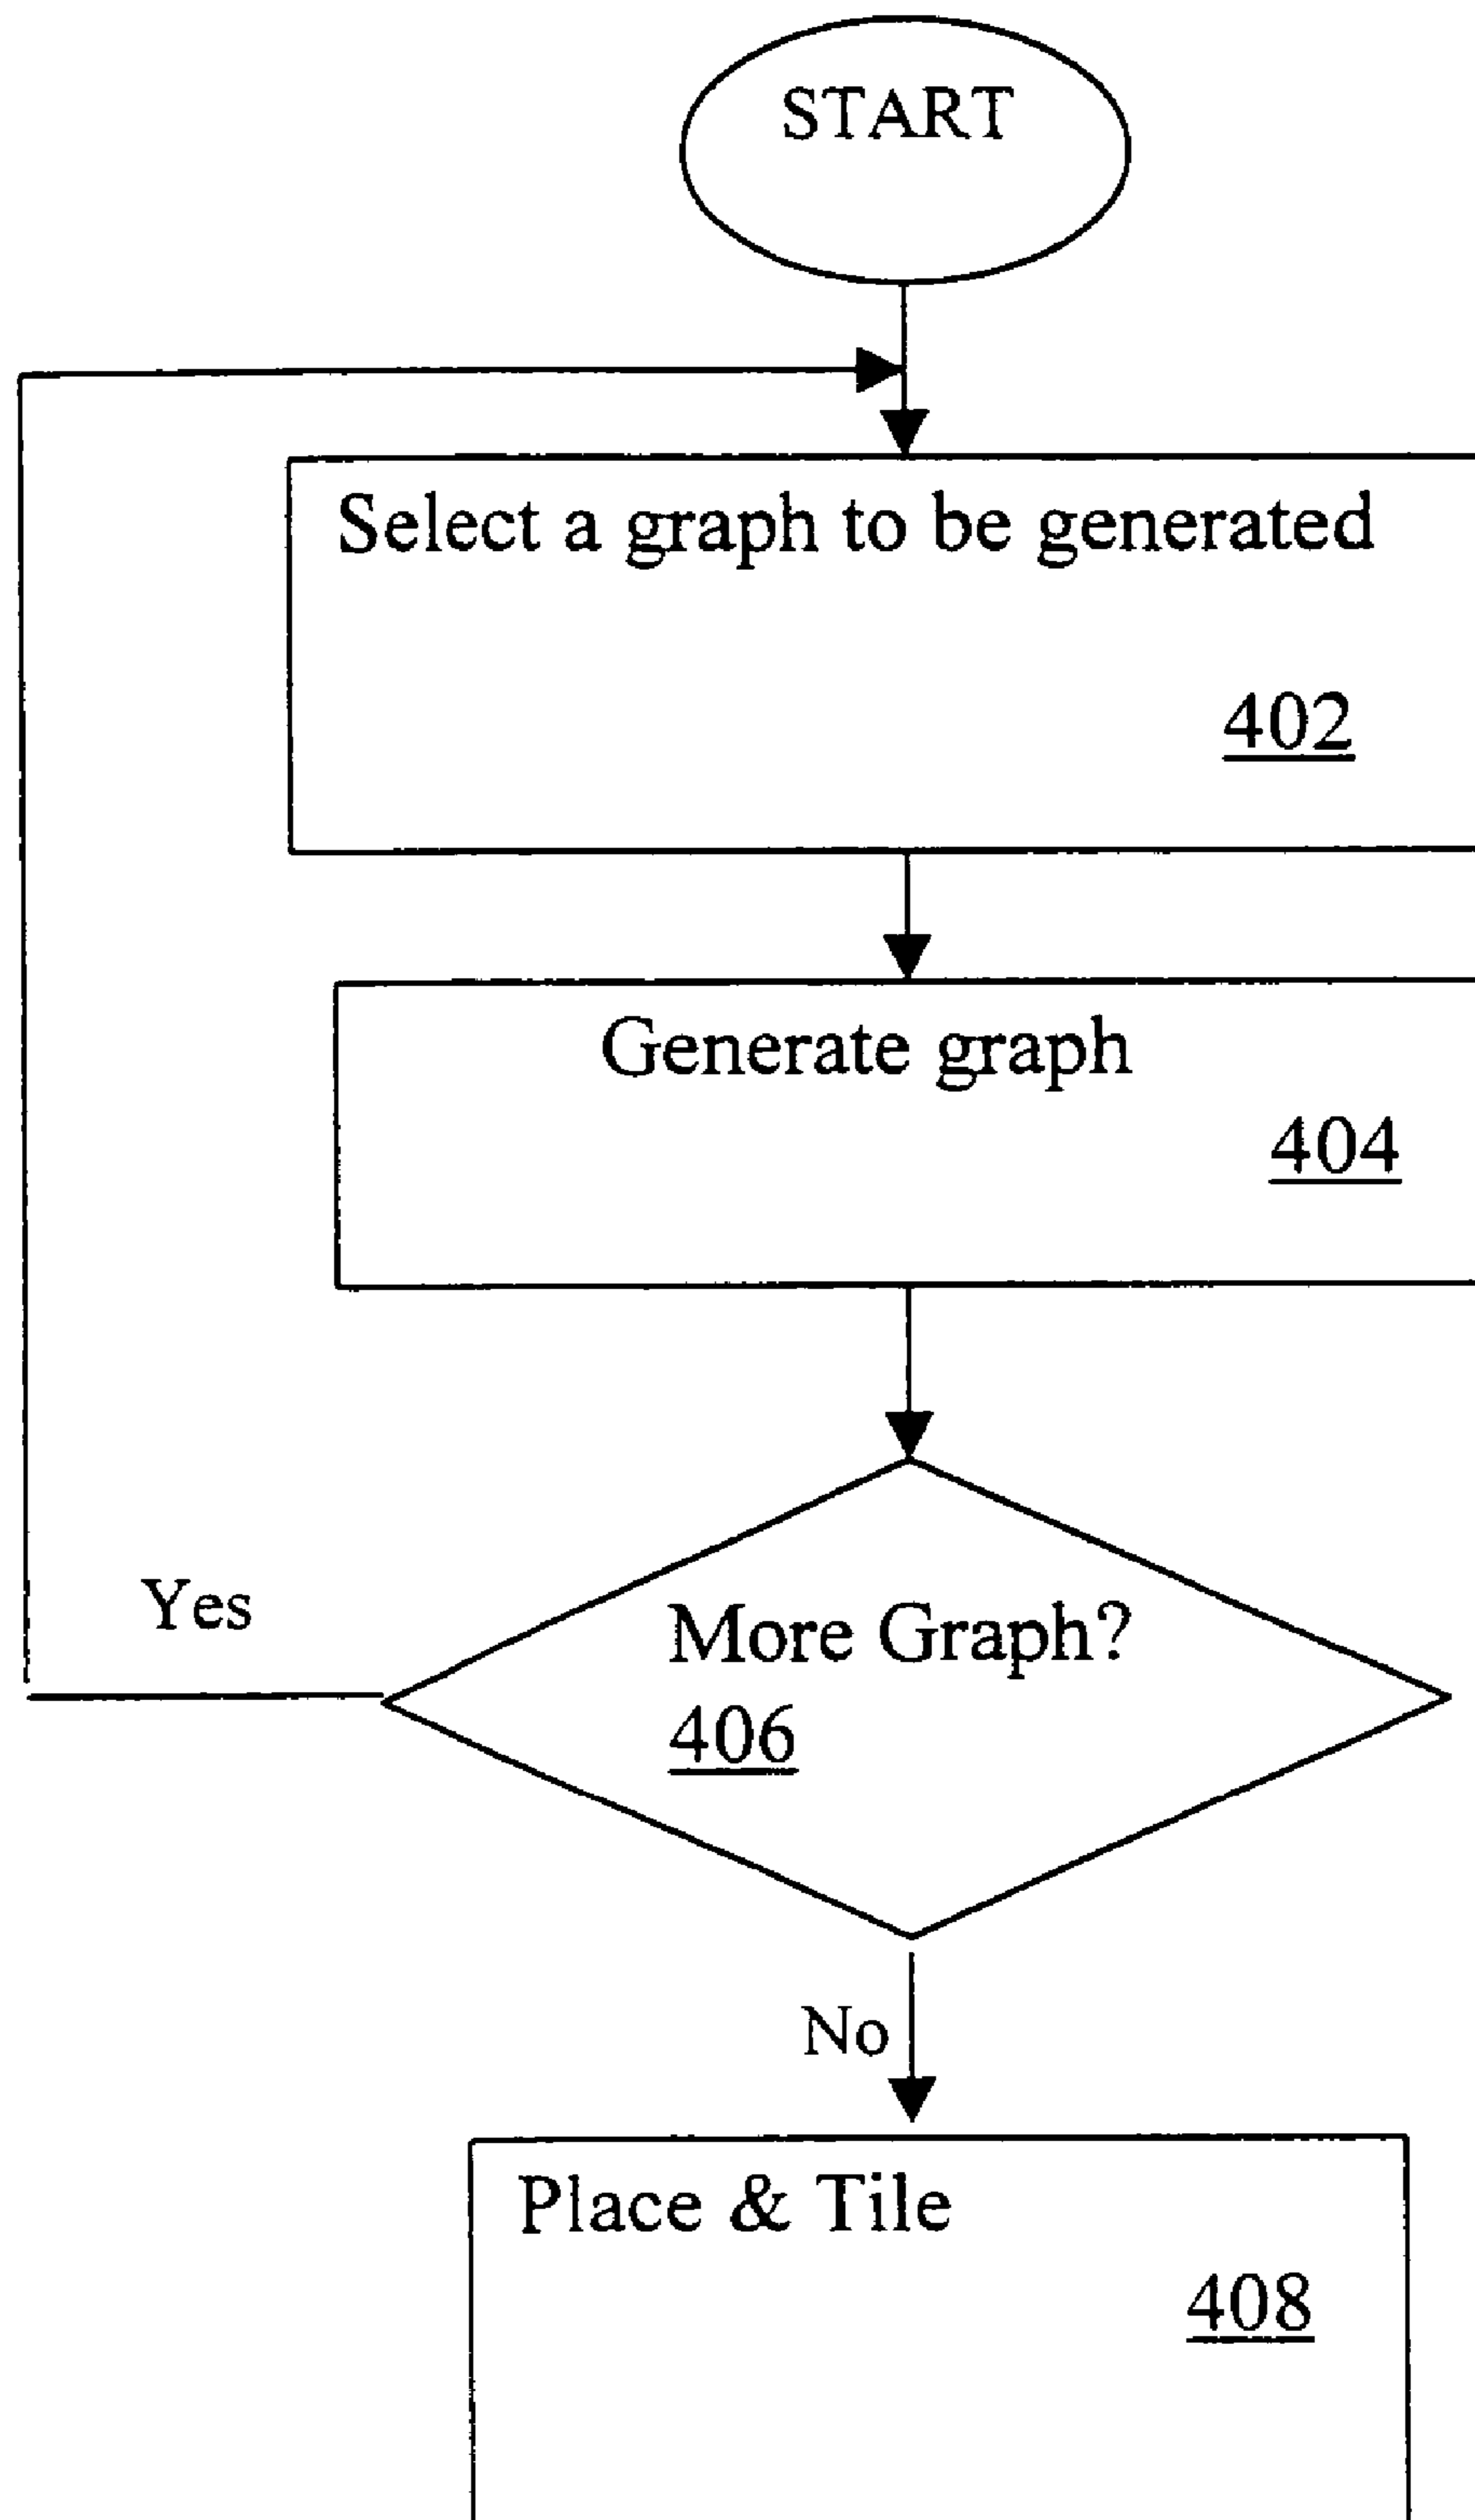 START
Select a graph to be generated
402
Generate graph
404
Yes
More Graph?
406
No
Place & Tile
408